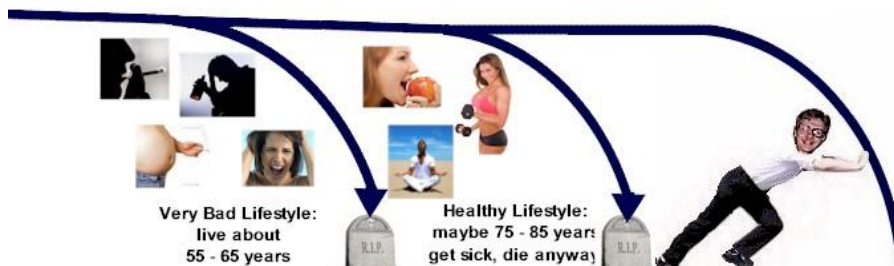 Very Bad Lifestyle:
live about
55 - 65 years
R.I.P.
Healthy Lifestyle:
maybe 75 - 85 years
get sick, die anyway
R.I.P.